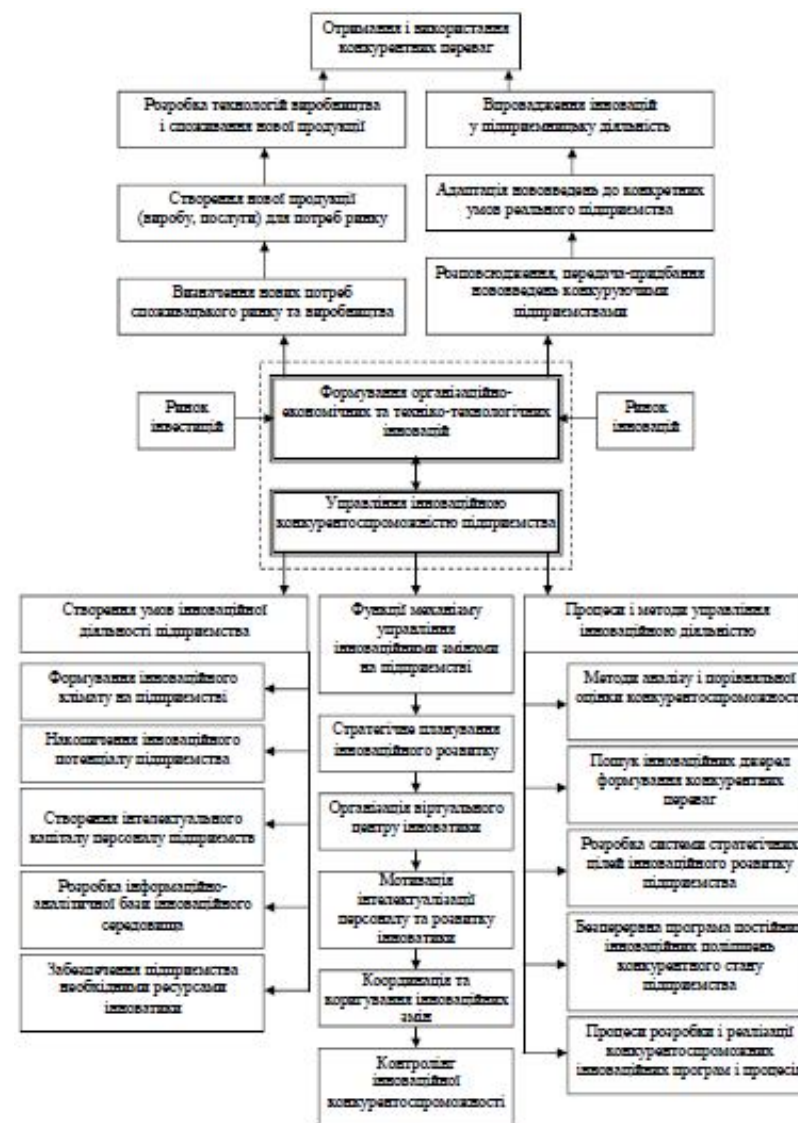 Отримання і використання
конкурентних переваг
Розробка технологій виробництва
і споживання нової продукції
Впровадження інновацій
у підприємницьку діяльність
Створення нової продукції
(виробу, послуги) для потреб ринку
Адаптація нововведень до конкретних
умов реального підприємства
Визначення нових потреб
споживацького ринку та виробництва
Розповсюдження, передача-придбання
нововведень конкуруючими
підприємствами
Ринок
інвестицій
Формування організаційно-
економічних та техніко-технологічних
інновацій
Ринок
інновацій
Управління інноваційною
конкурентоспроможністю підприємства
Створення умов інноваційної
діяльності підприємства
Формування інноваційного
клімату на підприємстві
Накопичення інноваційного
потенціалу підприємства
Створення інтелектуального
капіталу персоналу підприємств
Розробка інформаційно-
аналітичної бази інноваційного
середовища
Забезпечення підприємства
необхідними ресурсами
інноватики
Функції механізму
управління
інноваційними змінами
на підприємстві
Стратегічне планування
інноваційного розвитку
Організація віртуального
центру інноватики
Мотивація
інтелектуалізації
персоналу та розвитку
інноватики
Координація та
коригування інноваційних
змін
Контролінг
інноваційної
конкурентоспроможності
Процеси і методи управління
інноваційною діяльністю
Методи аналізу і порівняльної
оцінки конкурентоспроможност
Пошук інноваційних джерел
формування конкурентних
переваг
Розробка системи стратегічних
цілей інноваційного розвитку
підприємства
Безперервна програма постійних
інноваційних поліпшень
конкурентного стану
підприємства
Процеси розробки і реалізації
конкурентоспроможних
інноваційних програм і процесів